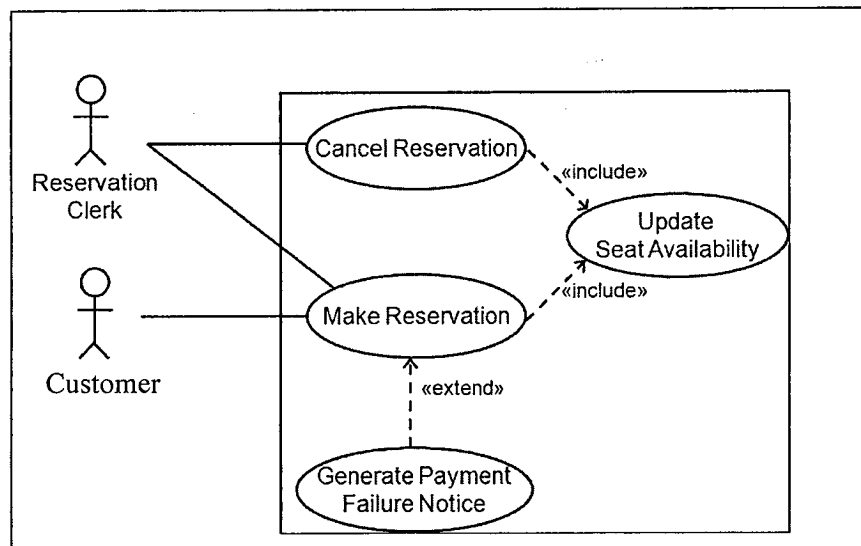 Cancel Reservation
«include»
Reservation
Clerk
Update
Seat Availability
«include»
Make Reservation
Customer
«extend»
Generate Payment
Failure Notice